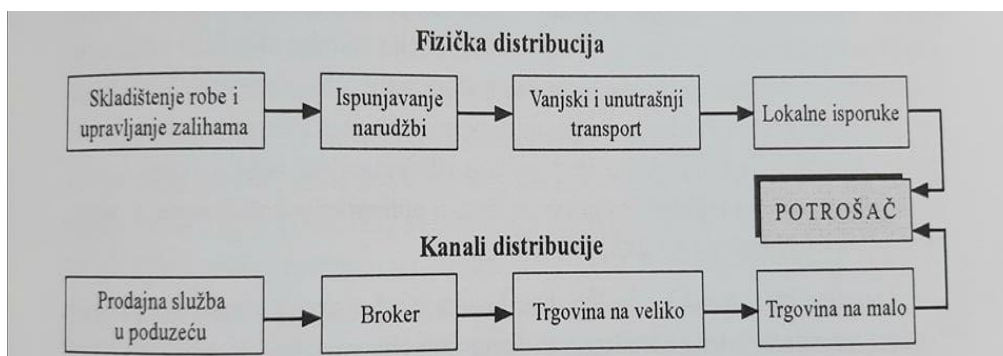 Fizička distribucija
Skladištenje robe i
upravljanje zalihama
Ispunjavanje
narudžbi
Vanjski i unutrašnji
transport
Lokalne isporuke
POTROŠAČ
Kanali distribucije
Prodajna služba
u poduzeću
Broker
Trgovina na veliko
Trgovina na malo